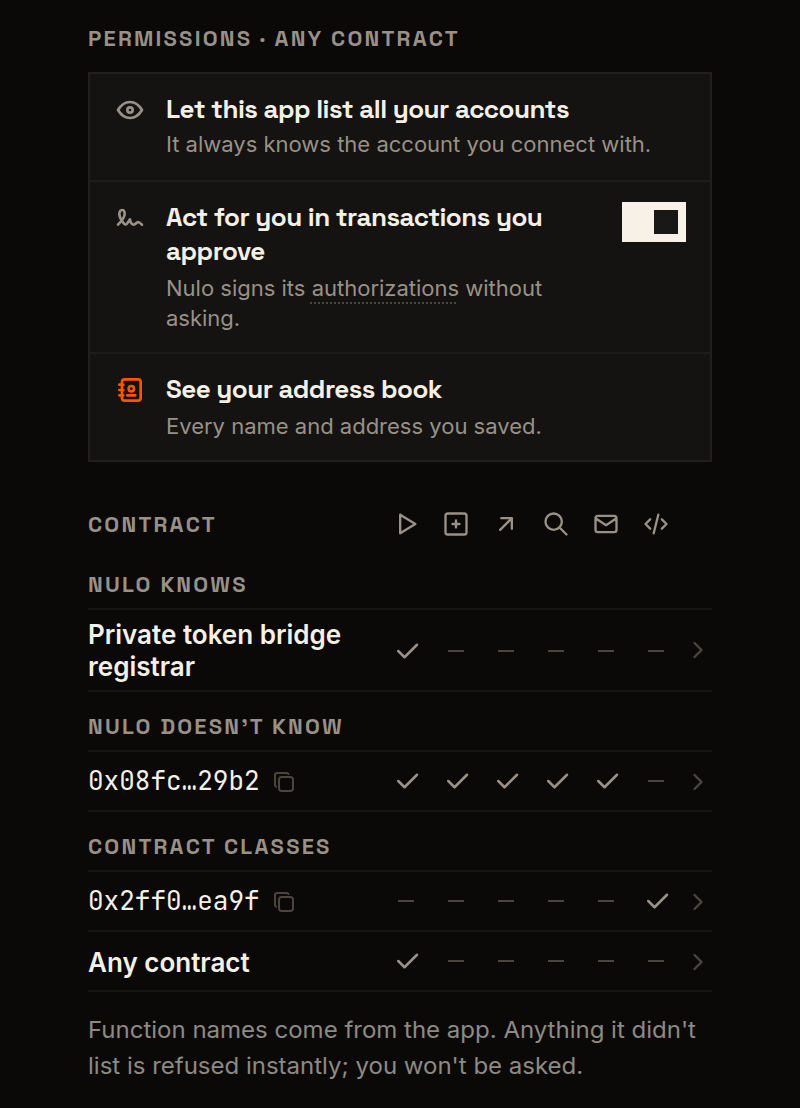 PERMISSIONS · ANY CONTRACT
Let this app list all your accounts
It always knows the account you connect with.
Act for you in transactions you
approve
Nulo signs its authorizations without
asking.
See your address book
Every name and address you saved.
CONTRACT
NULO KNOWS
Private token bridge
registrar
NULO DOESN’T KNOW
0x08fc…29b2
CONTRACT CLASSES
0x2ff0…ea9f
Any contract
Function names come from the app. Anything it didn't
list is refused instantly; you won't be asked.